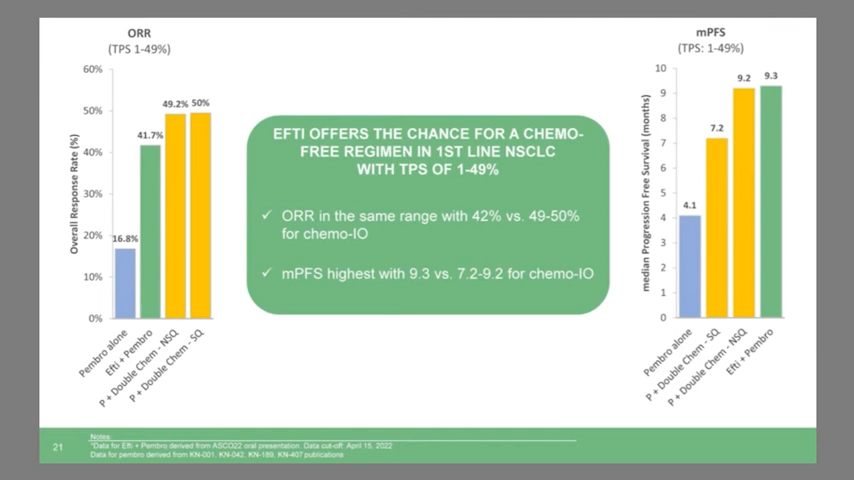 ORR
(TPS 1-49%)
60%
50%
40%
30%
20%
10%
0%
Overall Response Rate (%)
16.8%
41.7%
49.2%
50%
Pembro alone
Efti + Pembro
P + Double Chem - NSQ
P + Double Chem - SQ
EFTI OFFERS THE CHANCE FOR A CHEMO-
FREE REGIMEN IN 1ST LINE NSCLC
WITH TPS OF 1-49%
✓ ORR in the same range with 42% vs. 49-50%
for chemo-IO
✓ mPFS highest with 9.3 vs. 7.2-9.2 for chemo-IO
mPFS
(TPS: 1-49%)
10
9
8
7
6
5
4
3
2
1
0
median Progression Free Survival (months)
4.1
7.2
9.2
9.3
Pembro alone
P + Double Chem - SQ
P + Double Chem - NSQ
Efti + Pembro
21
Notes:
*Data for Efti + Pembro derived from ASCO22 oral presentation. Data cut-off: April 15, 2022
Data for pembro derived from KN-001, KN-042, KN-189, KN-407 publications